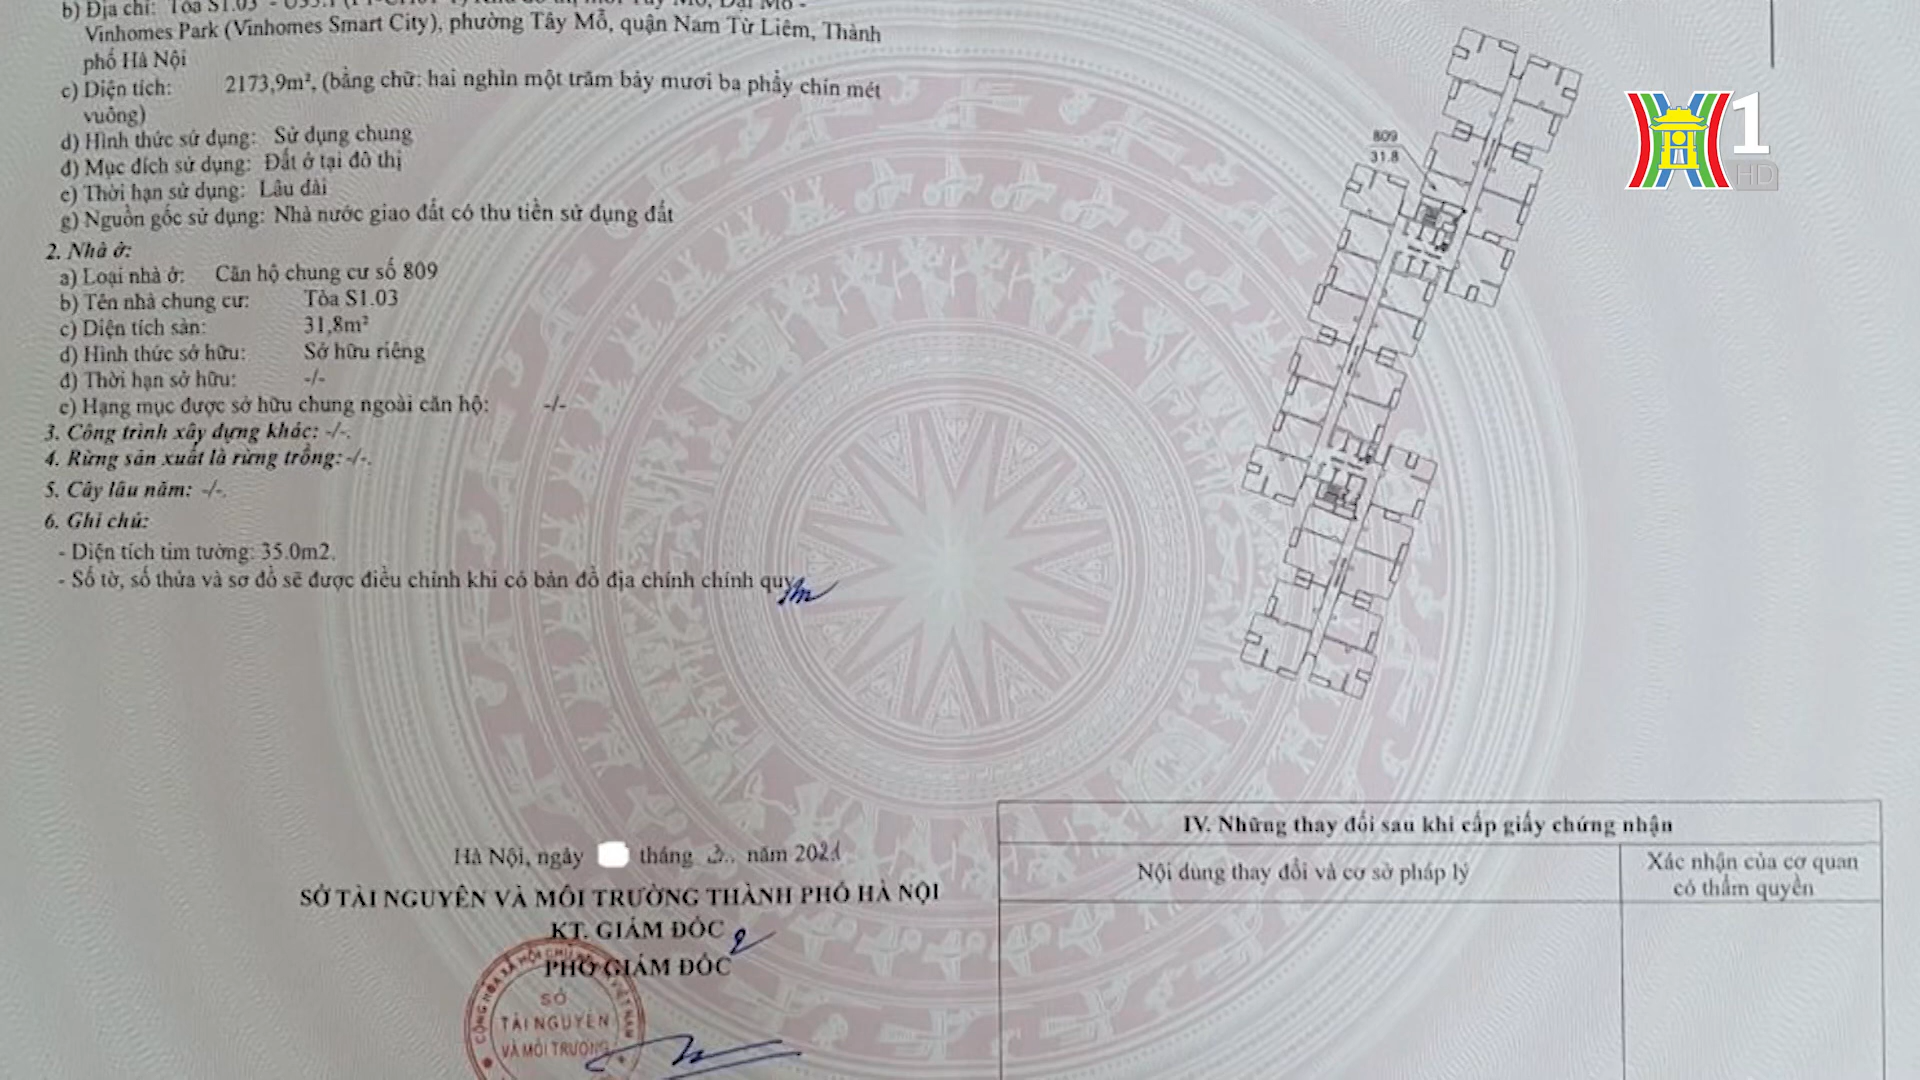 b) Địa chỉ: Tòa S1.03 -
Vinhomes Park (Vinhomes Smart City), phường Tây Mỗ, quận Nam Từ Liêm, Thành
phố Hà Nội
c) Diện tích: 2173,9m², (bằng chữ: hai nghìn một trăm bảy mươi ba phẩy chín mét
vuông)
d) Hình thức sử dụng: Sử dụng chung
đ) Mục đích sử dụng: Đất ở tại đô thị
e) Thời hạn sử dụng: Lâu dài
g) Nguồn gốc sử dụng: Nhà nước giao đất có thu tiền sử dụng đất
2. Nhà ở:
a) Loại nhà ở: Căn hộ chung cư số 809
b) Tên nhà chung cư: Tòa S1.03
c) Diện tích sàn: 31,8m²
d) Hình thức sở hữu: Sở hữu riêng
đ) Thời hạn sở hữu: -/-
e) Hạng mục được sở hữu chung ngoài căn hộ: -/-
3. Công trình xây dựng khác: -/-.
4. Rừng sản xuất là rừng trồng: -/-.
5. Cây lâu năm: -/-.
6. Ghi chú:
- Diện tích tim tường: 35.0m2.
- Số tờ, số thửa và sơ đồ sẽ được điều chỉnh khi có bản đồ địa chính chính quy
Hà Nội, ngày tháng 3.. năm 2021
SỞ TÀI NGUYÊN VÀ MÔI TRƯỜNG THÀNH PHỐ HÀ NỘI
KT. GIÁM ĐỐC
PHÓ GIÁM ĐỐC
SỞ
TÀI NGUYÊN
VÀ MÔI TRƯỜNG
809
31.8
1
HD
IV. Những thay đổi sau khi cấp giấy chứng nhận
Nội dung thay đổi và cơ sở pháp lý
Xác nhận của cơ quan
có thẩm quyền